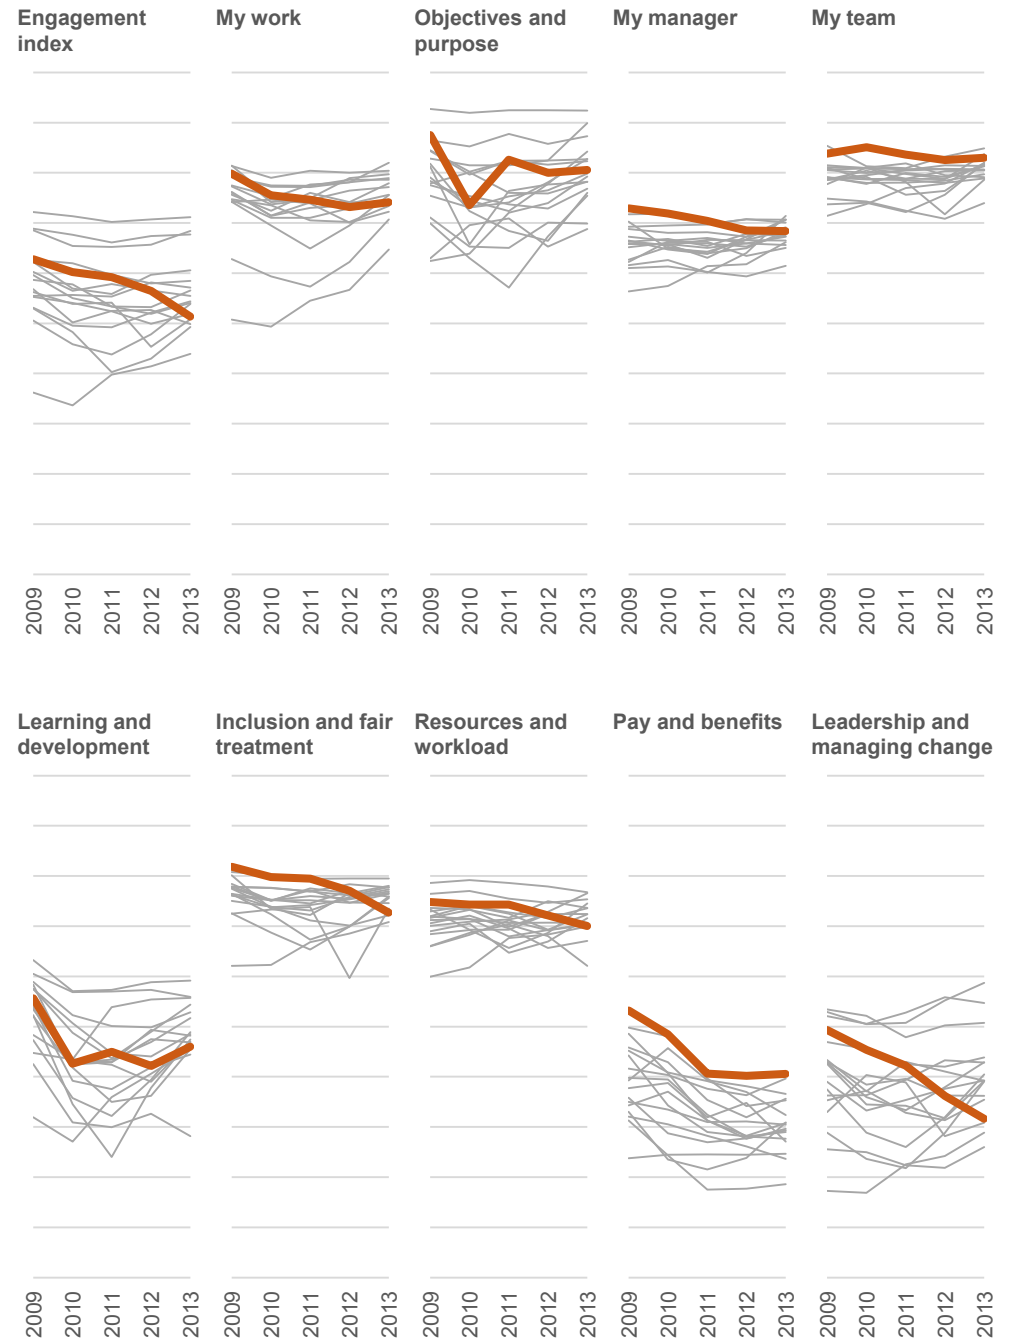 Engagement
index
My work
Objectives and
purpose
My manager
My team
2009 2010 2011 2012 2013
2009 2010 2011 2012 2013
2009 2010 2011 2012 2013
2009 2010 2011 2012 2013
2009 2010 2011 2012 2013
Learning and
development
Inclusion and fair
treatment
Resources and
workload
Pay and benefits
Leadership and
managing change
2009 2010 2011 2012 2013
2009 2010 2011 2012 2013
2009 2010 2011 2012 2013
2009 2010 2011 2012 2013
2009 2010 2011 2012 2013